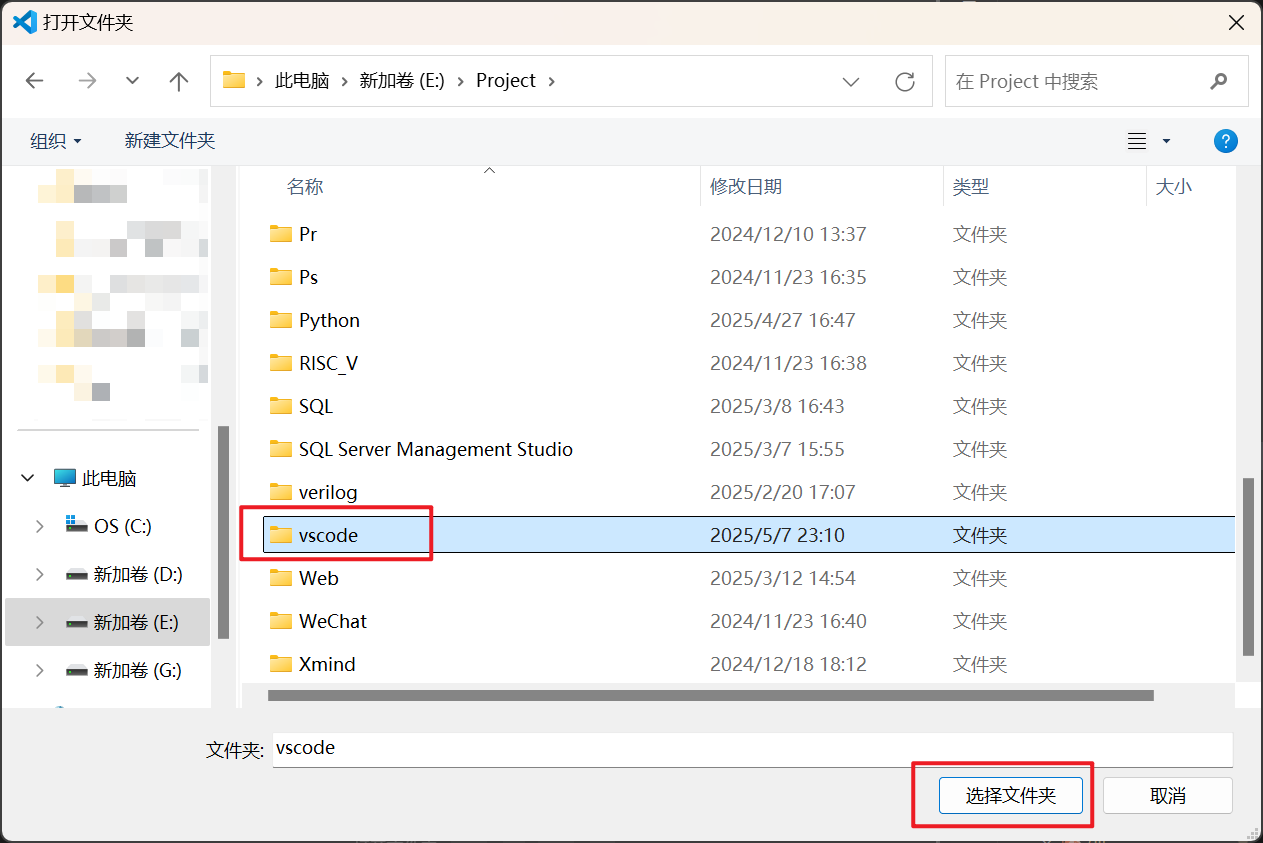 打开文件夹
此电脑 新加卷 (E:) Project 在 Project 中搜索
组织 新建文件夹 ?
名称 修改日期 类型 大小
Pr 2024/12/10 13:37 文件夹
Ps 2024/11/23 16:35 文件夹
Python 2025/4/27 16:47 文件夹
RISC_V 2024/11/23 16:38 文件夹
SQL 2025/3/8 16:43 文件夹
SQL Server Management Studio 2025/3/7 15:55 文件夹
verilog 2025/2/20 17:07 文件夹
vscode 2025/5/7 23:10 文件夹
Web 2025/3/12 14:54 文件夹
WeChat 2024/11/23 16:40 文件夹
Xmind 2024/12/18 18:12 文件夹
此电脑
OS (C:)
新加卷 (D:)
新加卷 (E:)
新加卷 (G:)
文件夹: vscode
选择文件夹 取消